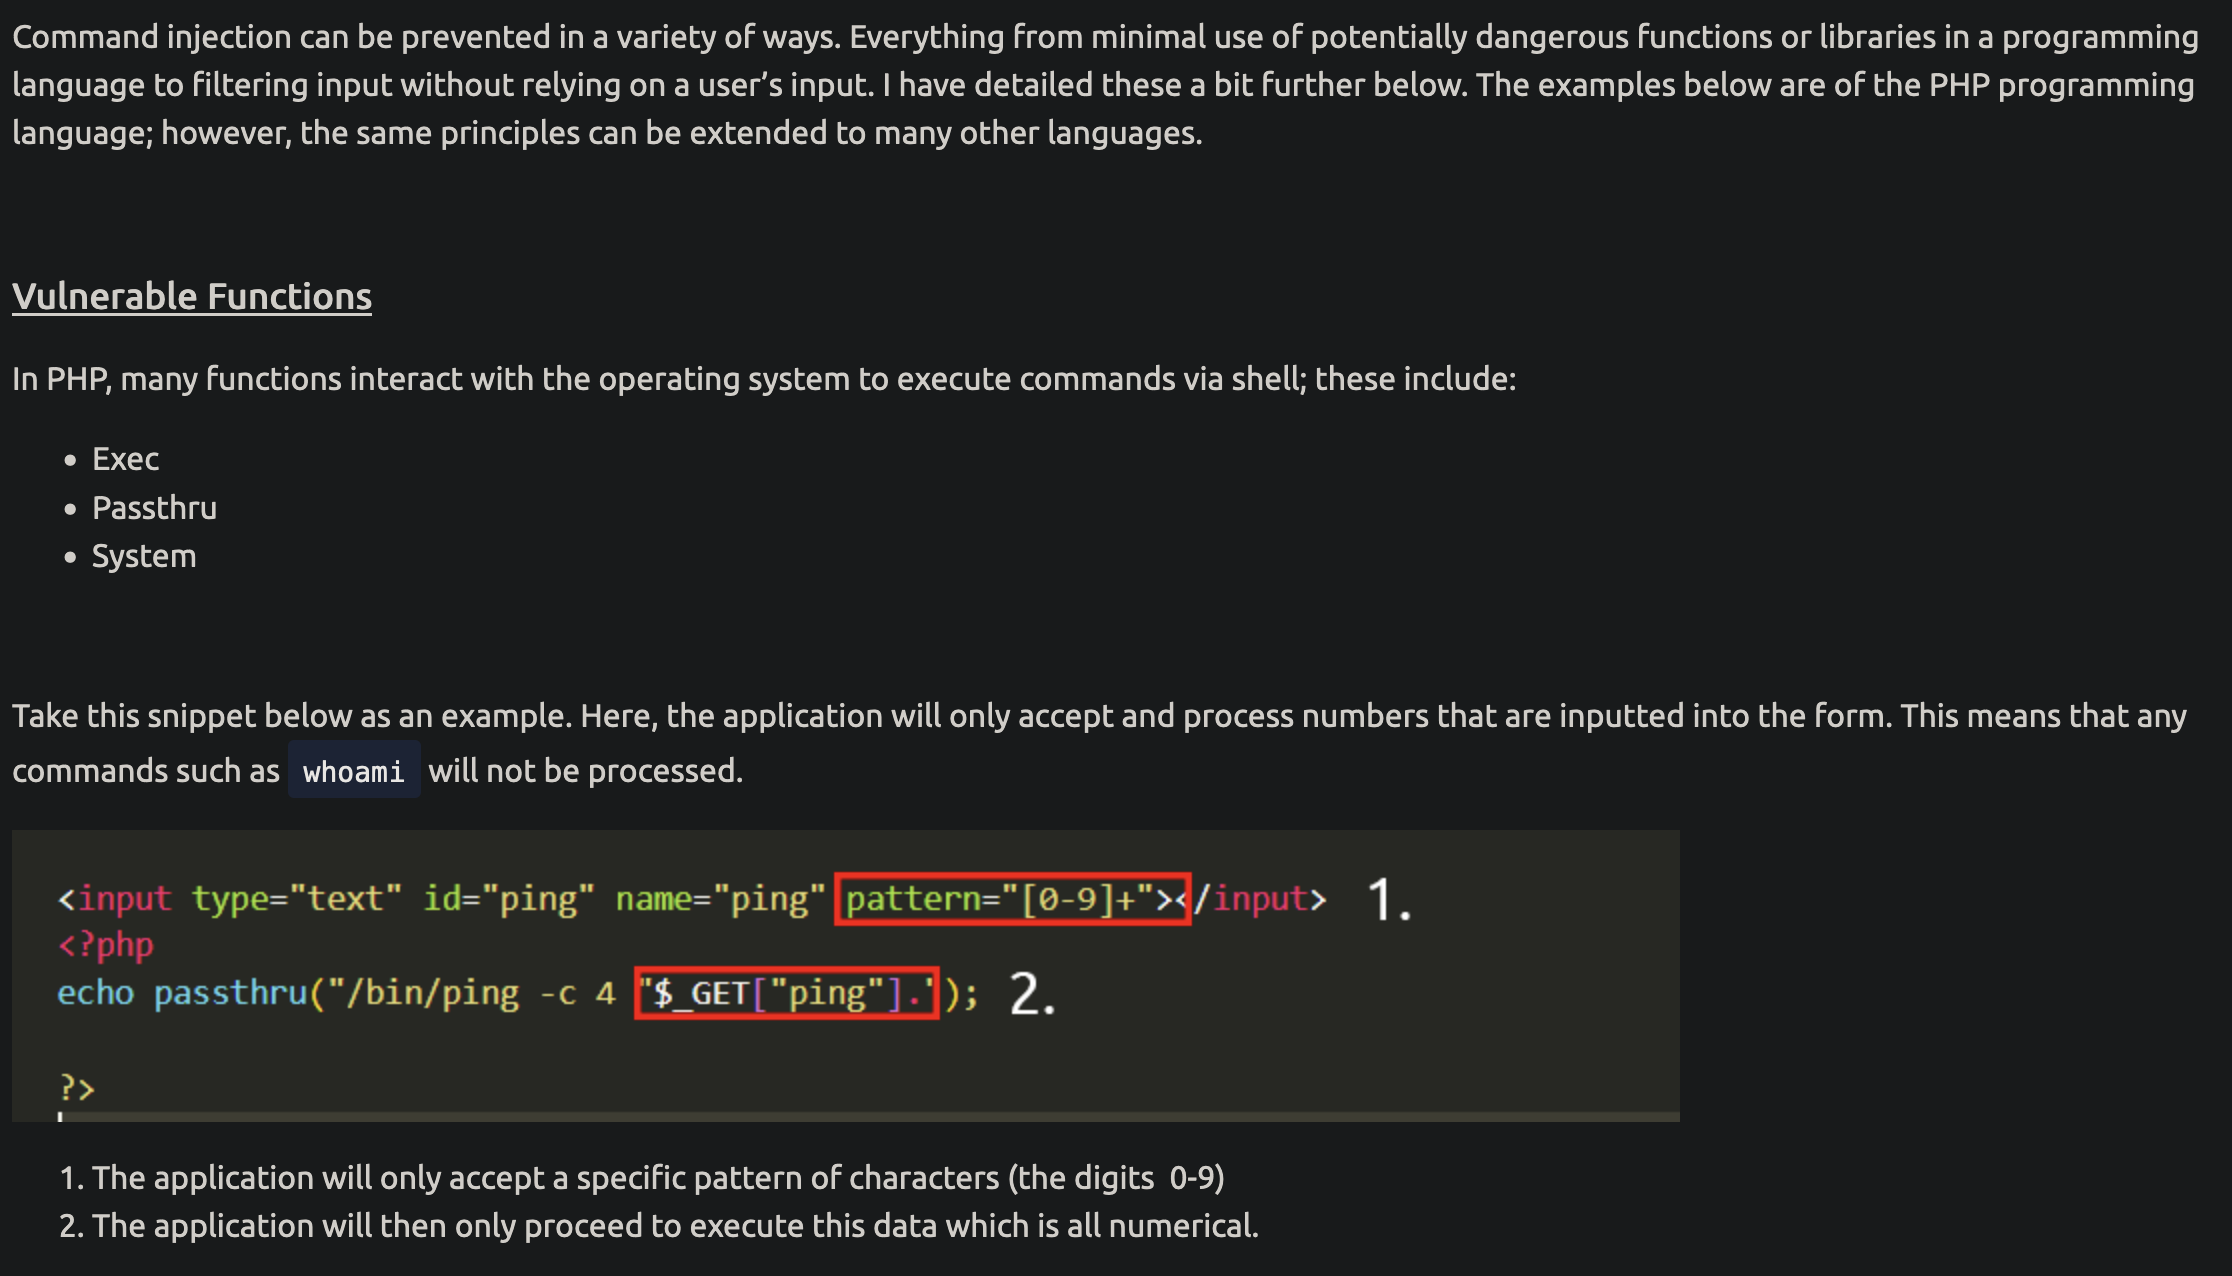 Command injection can be prevented in a variety of ways. Everything from minimal use of potentially dangerous functions or libraries in a programming
language to filtering input without relying on a user’s input. I have detailed these a bit further below. The examples below are of the PHP programming
language; however, the same principles can be extended to many other languages.
Vulnerable Functions
In PHP, many functions interact with the operating system to execute commands via shell; these include:
• Exec
• Passthru
• System
Take this snippet below as an example. Here, the application will only accept and process numbers that are inputted into the form. This means that any
commands such as whoami will not be processed.
<input type="text" id="ping" name="ping" pattern="[0-9]+"></input> 1.
<?php
echo passthru("/bin/ping -c 4 "$_GET["ping"].'); 2.
?>
1. The application will only accept a specific pattern of characters (the digits 0-9)
2. The application will then only proceed to execute this data which is all numerical.